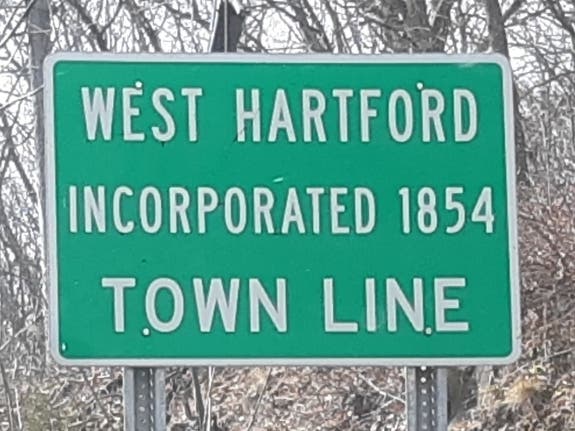 WEST HARTFORD
INCORPORATED 1854
TOWN LINE